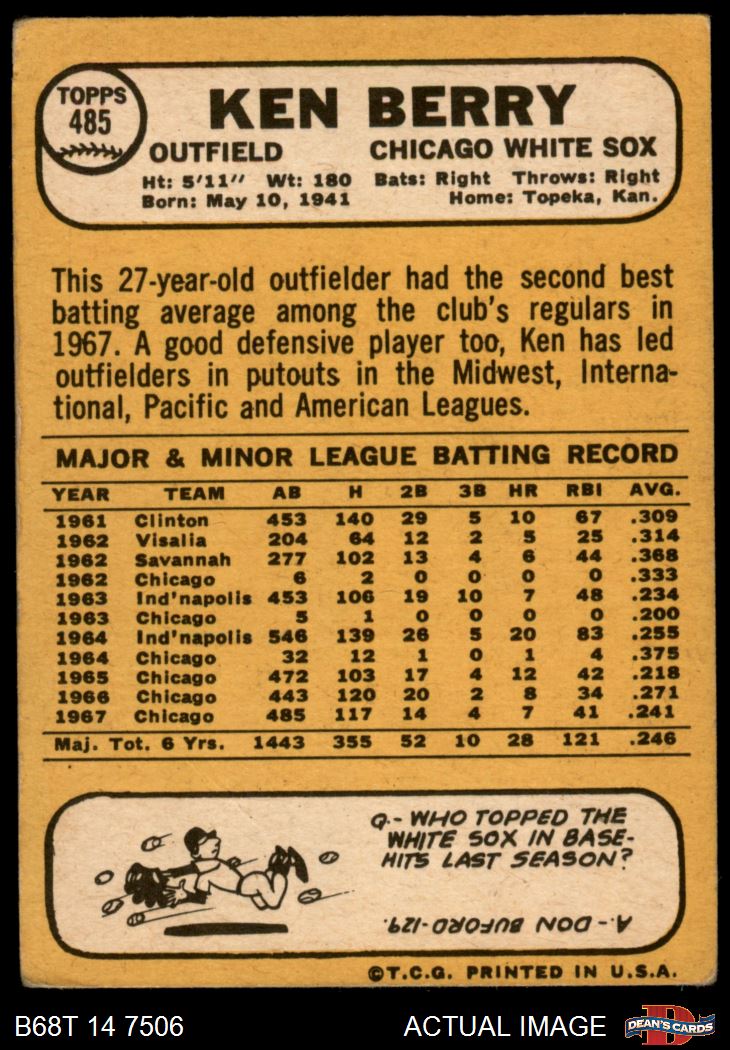 TOPPS
485
KEN BERRY
OUTFIELD CHICAGO WHITE SOX
Ht: 5'11" Wt: 180 Bats: Right Throws: Right
Born: May 10, 1941 Home: Topeka, Kan.
This 27-year-old outfielder had the second best
batting average among the club's regulars in
1967. A good defensive player too, Ken has led
outfielders in putouts in the Midwest, Interna-
tional, Pacific and American Leagues.
MAJOR & MINOR LEAGUE BATTING RECORD
YEAR TEAM AB H 2B 3B HR RBI AVG.
1961 Clinton 453 140 29 5 10 67 .309
1962 Visalia 204 64 12 2 5 25 .314
1962 Savannah 277 102 13 4 6 44 .368
1962 Chicago 6 2 0 0 0 0 .333
1963 Ind'napolis 453 106 19 10 7 48 .234
1963 Chicago 5 1 0 0 0 0 .200
1964 Ind'napolis 546 139 26 5 20 83 .255
1964 Chicago 32 12 1 0 1 4 .375
1965 Chicago 472 103 17 4 12 42 .218
1966 Chicago 443 120 20 2 8 34 .271
1967 Chicago 485 117 14 4 7 41 .241
Maj. Tot. 6 Yrs. 1443 355 52 10 28 121 .246
Q.- WHO TOPPED THE
WHITE SOX IN BASE-
HITS LAST SEASON?
A.- DON BUFORD-129.
©T.C.G. PRINTED IN U.S.A.
B68T 14 7506 ACTUAL IMAGE D DEAN'S CARDS